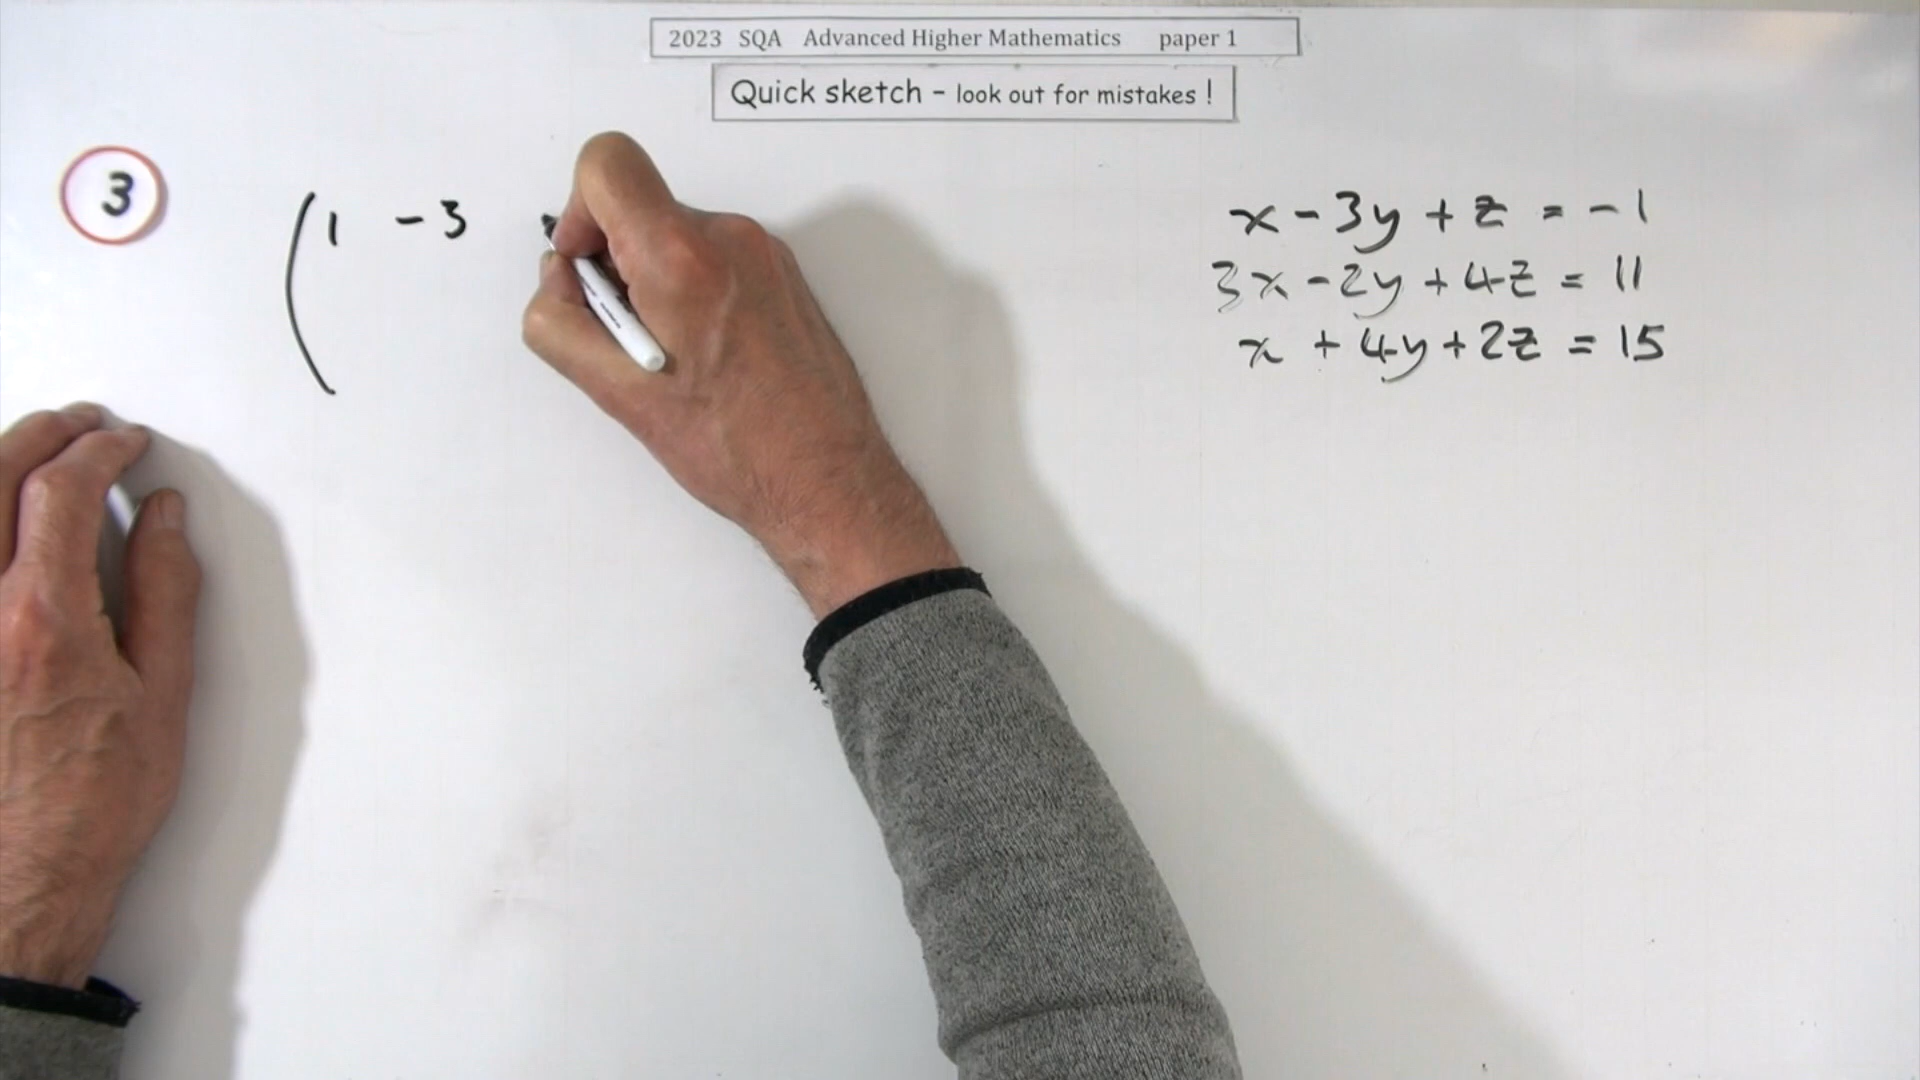 2023 SQA Advanced Higher Mathematics paper 1
Quick sketch – look out for mistakes !
3
( 1 -3
x - 3y + z = -1
3x - 2y + 4z = 11
x + 4y + 2z = 15